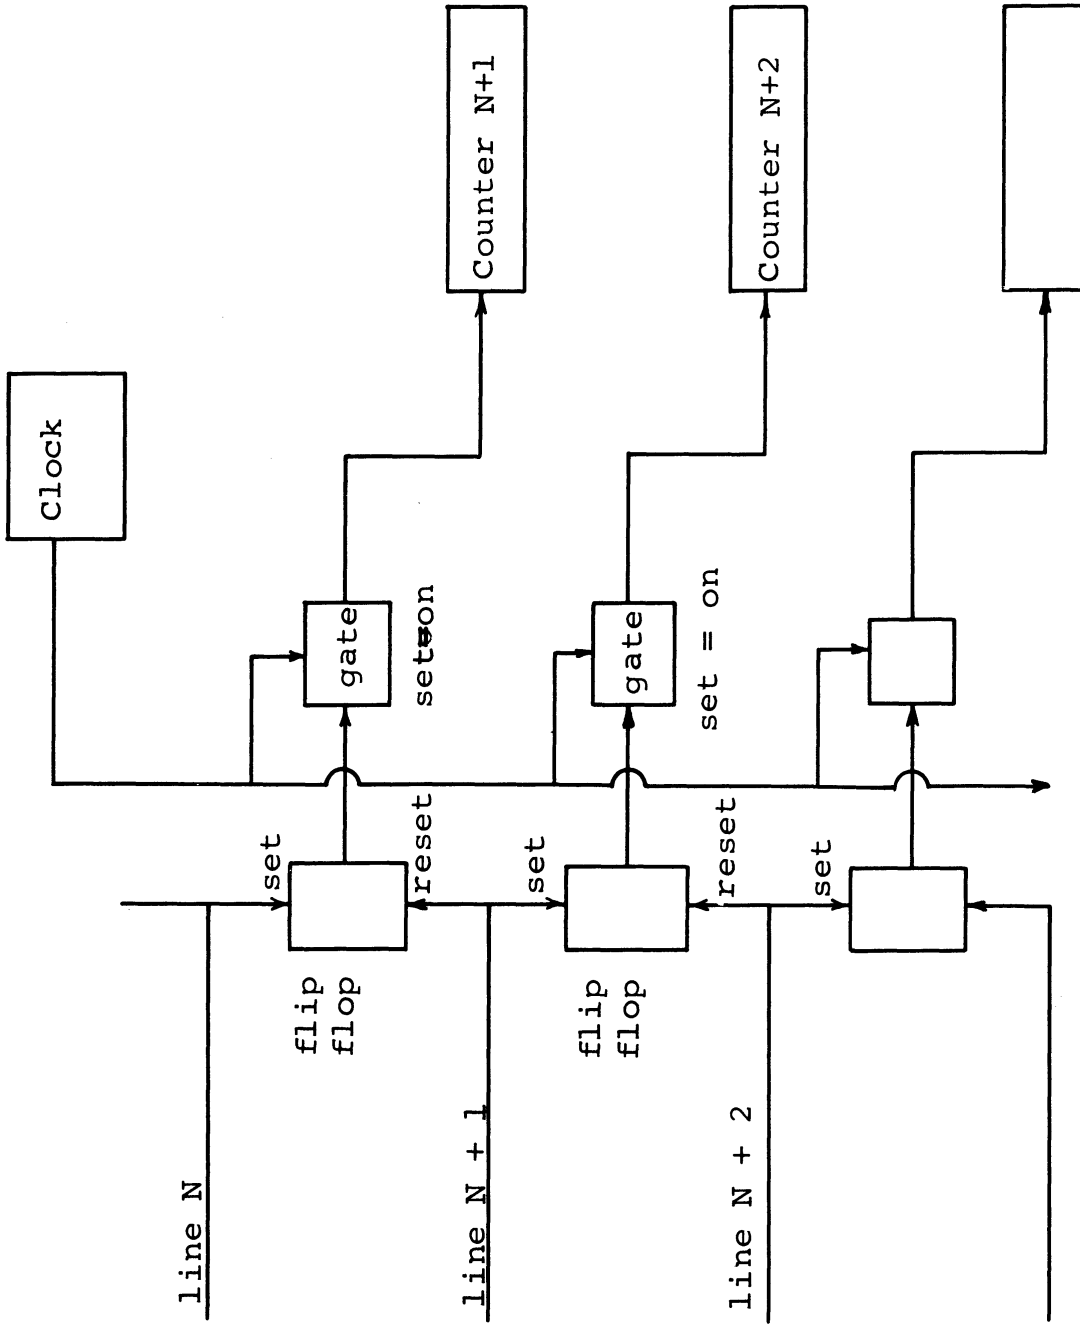 Clock
Counter N+1
Counter N+2
gate
set=on
gate
set = on
set
reset
set
reset
set
flip
flop
flip
flop
line N
line N + 1
line N + 2